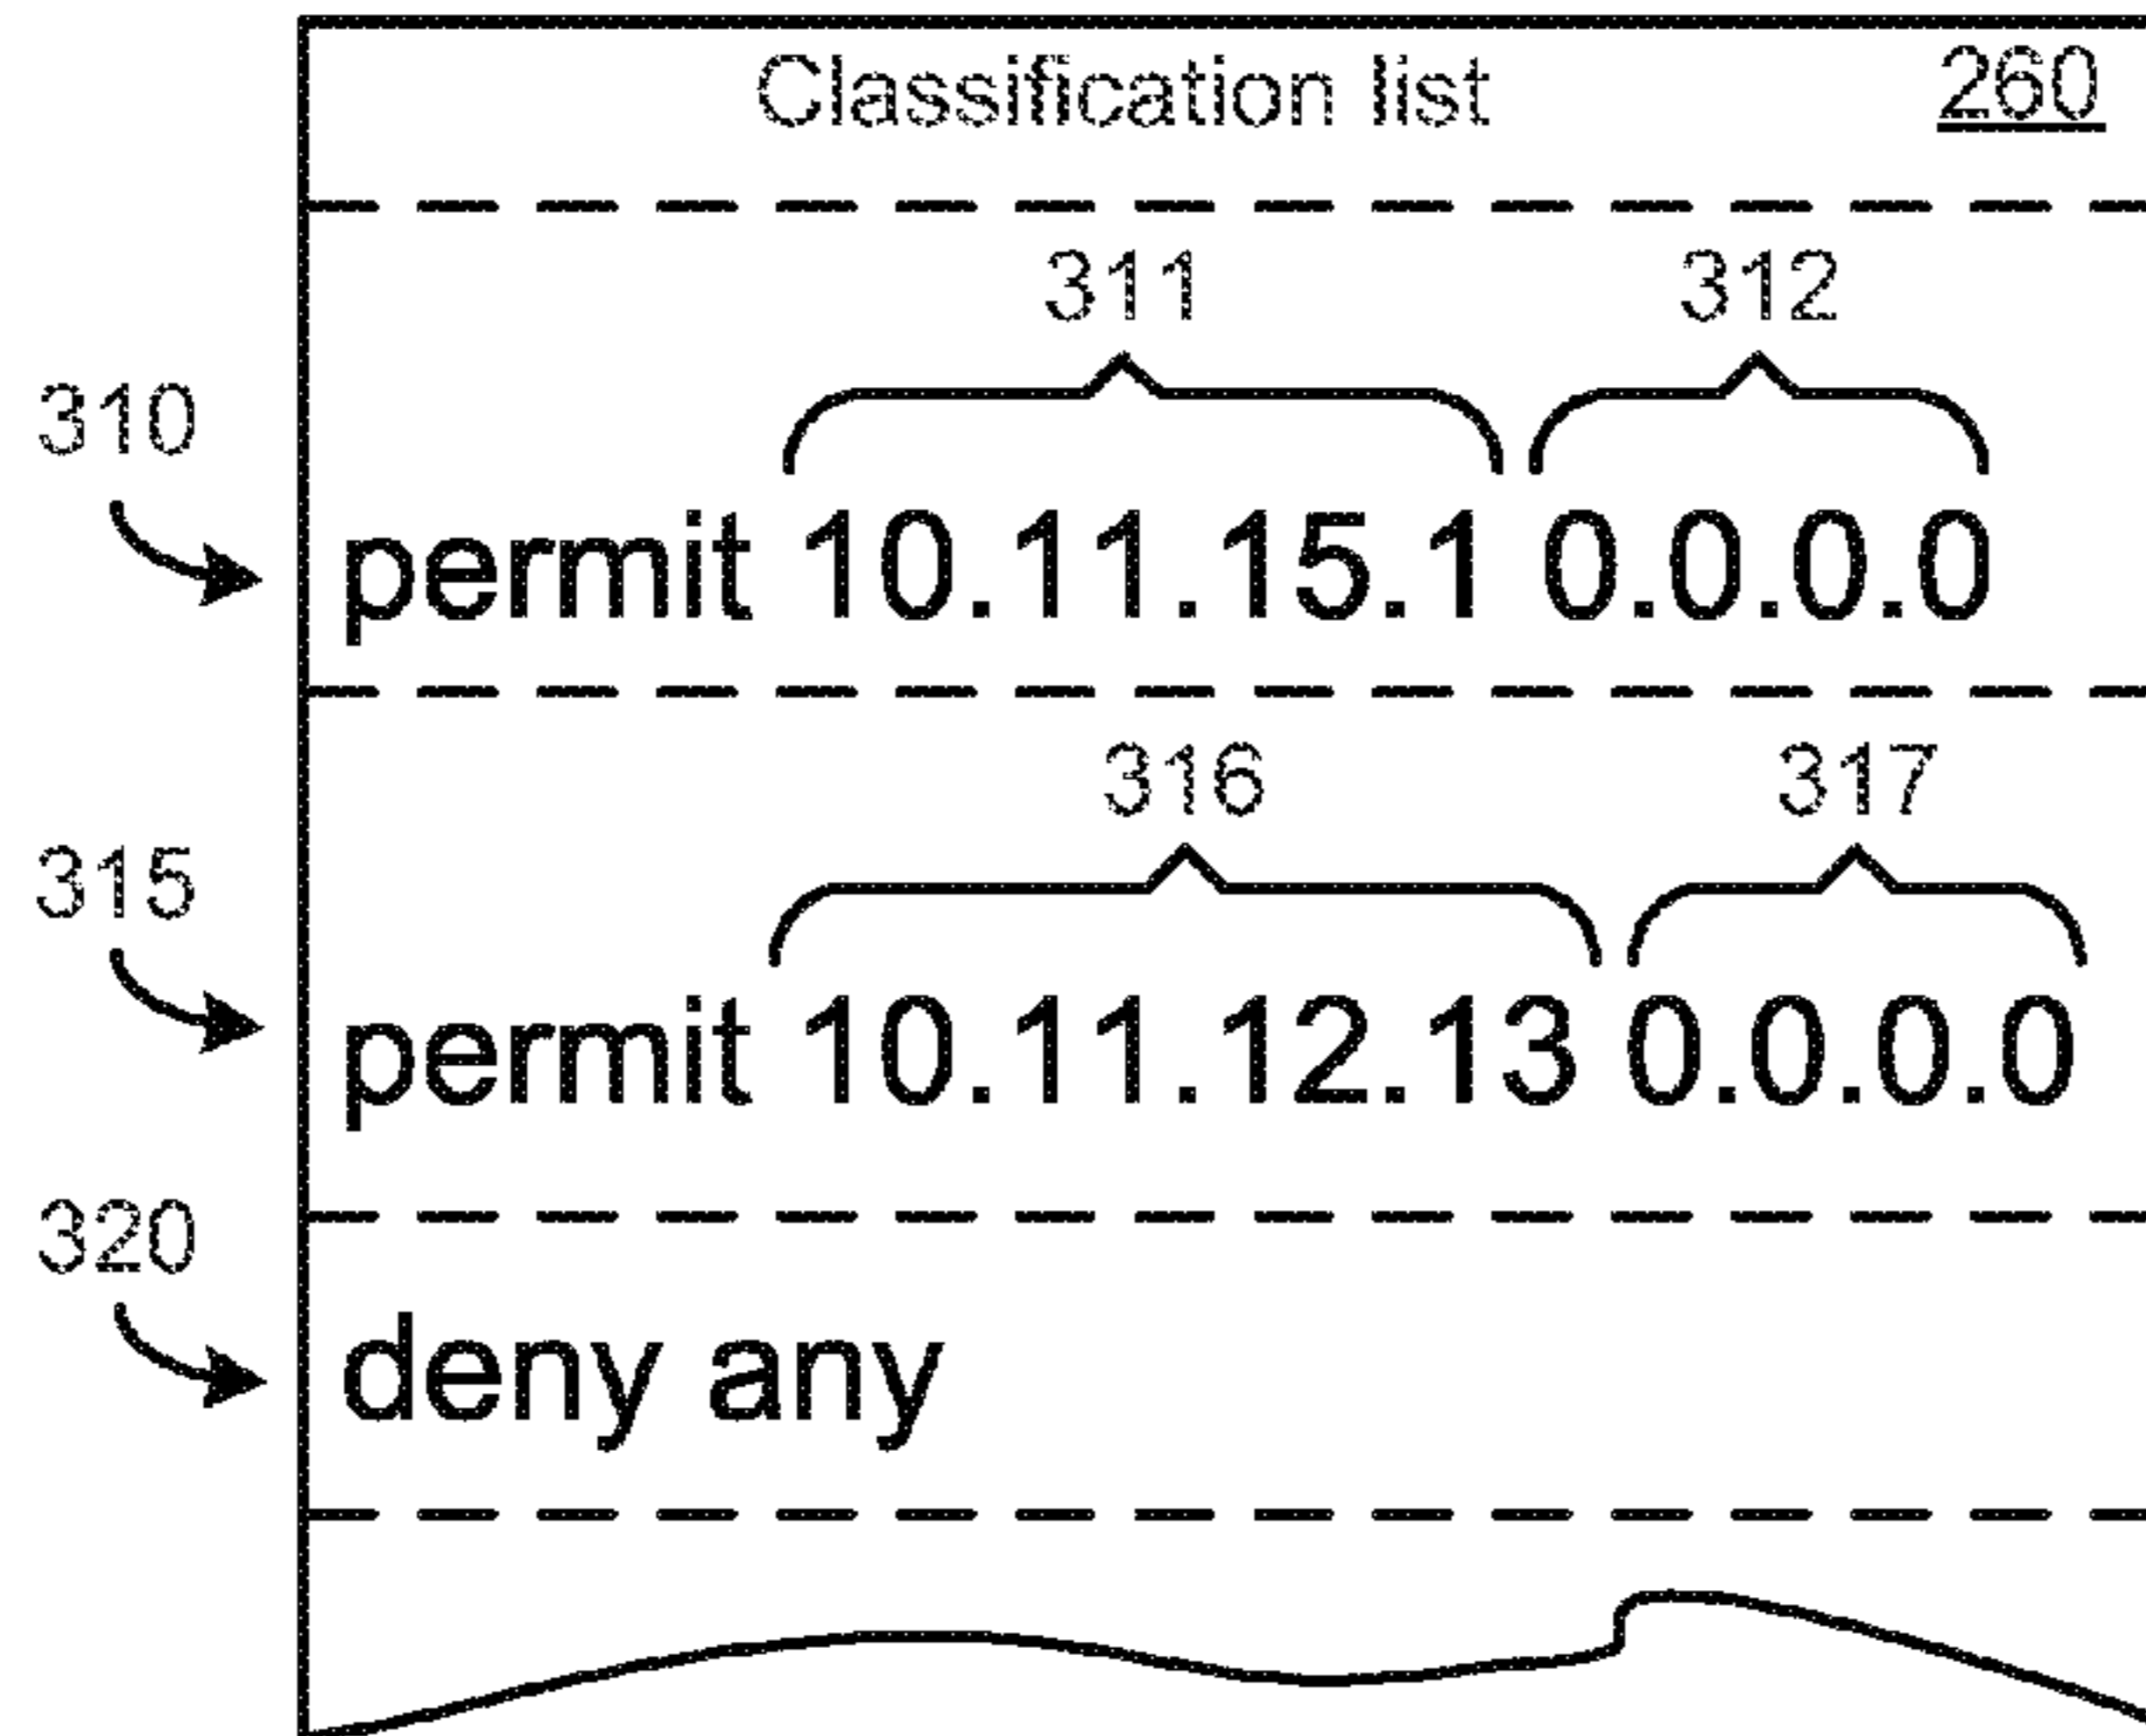 Classification list 260
311 312
310
permit 10.11.15.1 0.0.0.0
316 317
315
permit 10.11.12.13 0.0.0.0
320
deny any